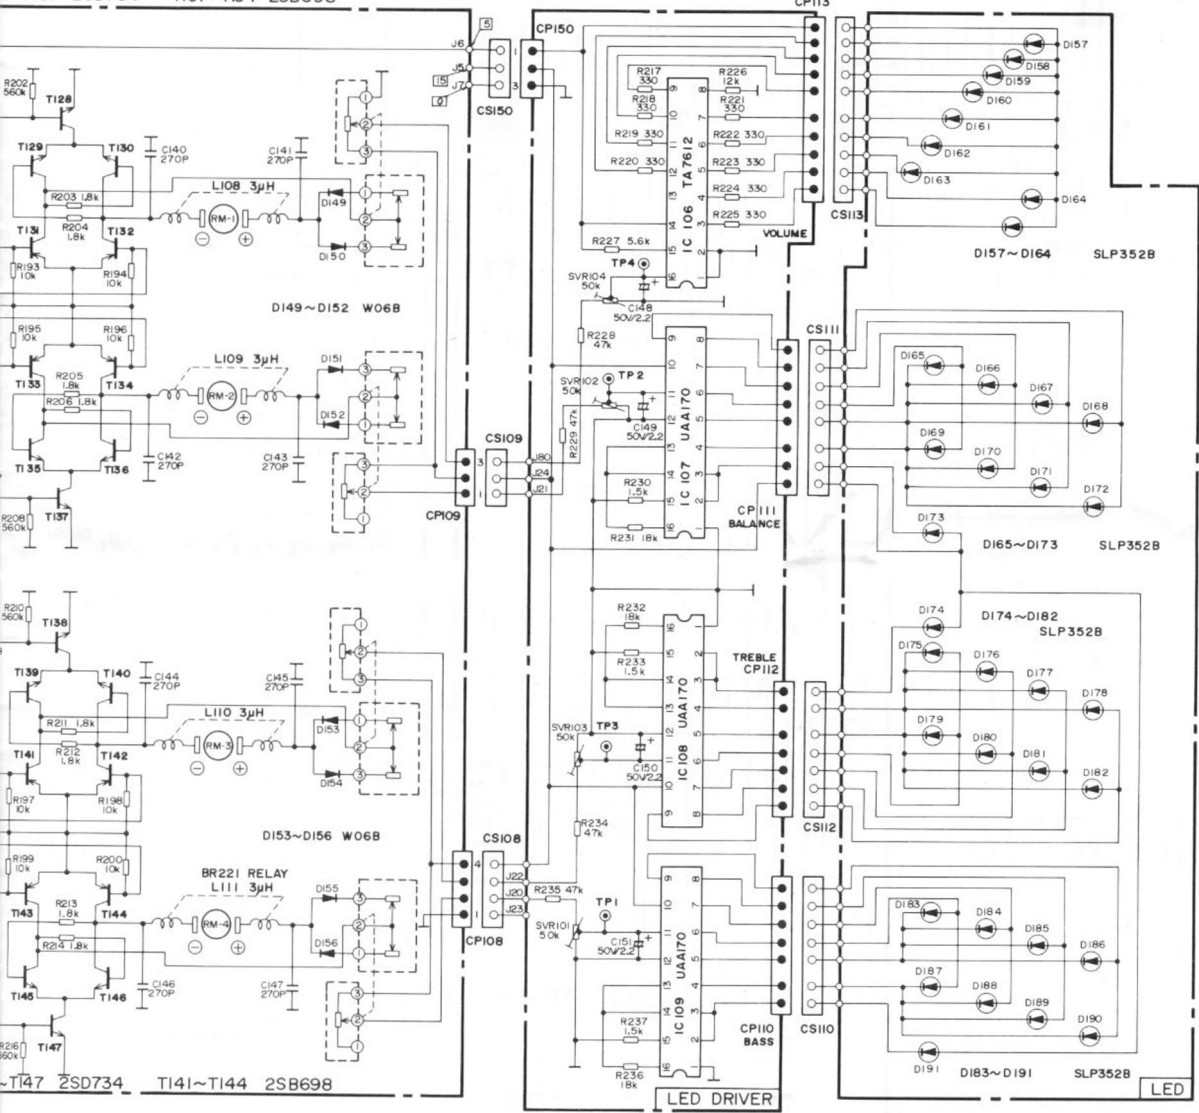 CP113
J6
5
CP150
J5
15
J7
0
1
3
CS150
R202
560k
T128
T129
T130
C140
270P
C141
270P
R203 1.8k
R204
1.8k
L108 3μH
RM-1
D149
D150
T131
T132
R193
10k
R194
10k
D149~D152 W06B
R195
10k
R196
10k
T133
T134
R205
1.8k
R206 1.8k
L109 3μH
RM-2
D151
D152
T135
T136
C142
270P
C143
270P
R208
560k
T137
CP109
CS109
J80
J24
J21
R217
330
R218
330
R219 330
R220 330
R226
12k
R221
330
R222 330
R223 330
R224 330
R225 330
IC106 TA7612
R227 5.6k
TP4
SVR104
50k
C148
50V/2.2
R228
47k
TP2
SVR102
50k
C149
50V/2.2
R229 47k
IC107 UAA170
R230
1.5k
R231 18k
VOLUME
CS113
CS111
CP111
BALANCE
D157
D158
D159
D160
D161
D162
D163
D164
D157~D164 SLP352B
D165
D166
D167
D168
D169
D170
D171
D172
D173
D165~D173 SLP352B
R210
560k
T138
T139
T140
C144
270P
C145
270P
R211 1.8k
R212
1.8k
L110 3μH
RM-3
D153
D154
T141
T142
R197
10k
R198
10k
D153~D156 W06B
R199
10k
R200
10k
BR221 RELAY
L111 3μH
T143
T144
R213
1.8k
R214 1.8k
RM-4
D155
D156
T145
T146
C146
270P
C147
270P
R216
560k
T147
CP108
CS108
J22
J20
J23
R232
18k
R233
1.5k
IC108 UAA170
SVR103
50k
TP3
C150
50V/2.2
R234
47k
R235 47k
SVR101
50k
TP1
C151
50V/2.2
IC109 UAA170
R237
1.5k
R236
18k
TREBLE
CP112
CS112
CP110
BASS
CS110
D174
D175
D174~D182
SLP352B
D176
D177
D178
D179
D180
D181
D182
D183
D184
D185
D186
D187
D188
D189
D190
D191
D183~D191 SLP352B
~T147 2SD734 T141~T144 2SB698
LED DRIVER
LED